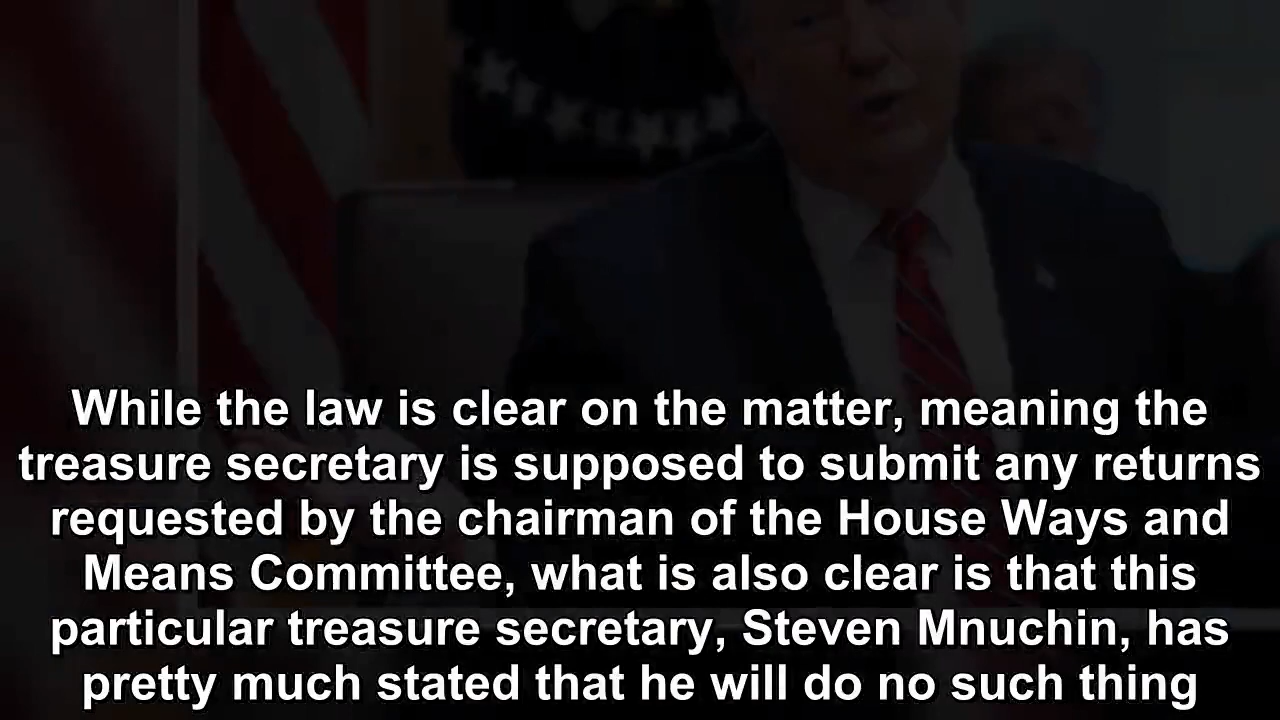 While the law is clear on the matter, meaning the
treasure secretary is supposed to submit any returns
requested by the chairman of the House Ways and
Means Committee, what is also clear is that this
particular treasure secretary, Steven Mnuchin, has
pretty much stated that he will do no such thing